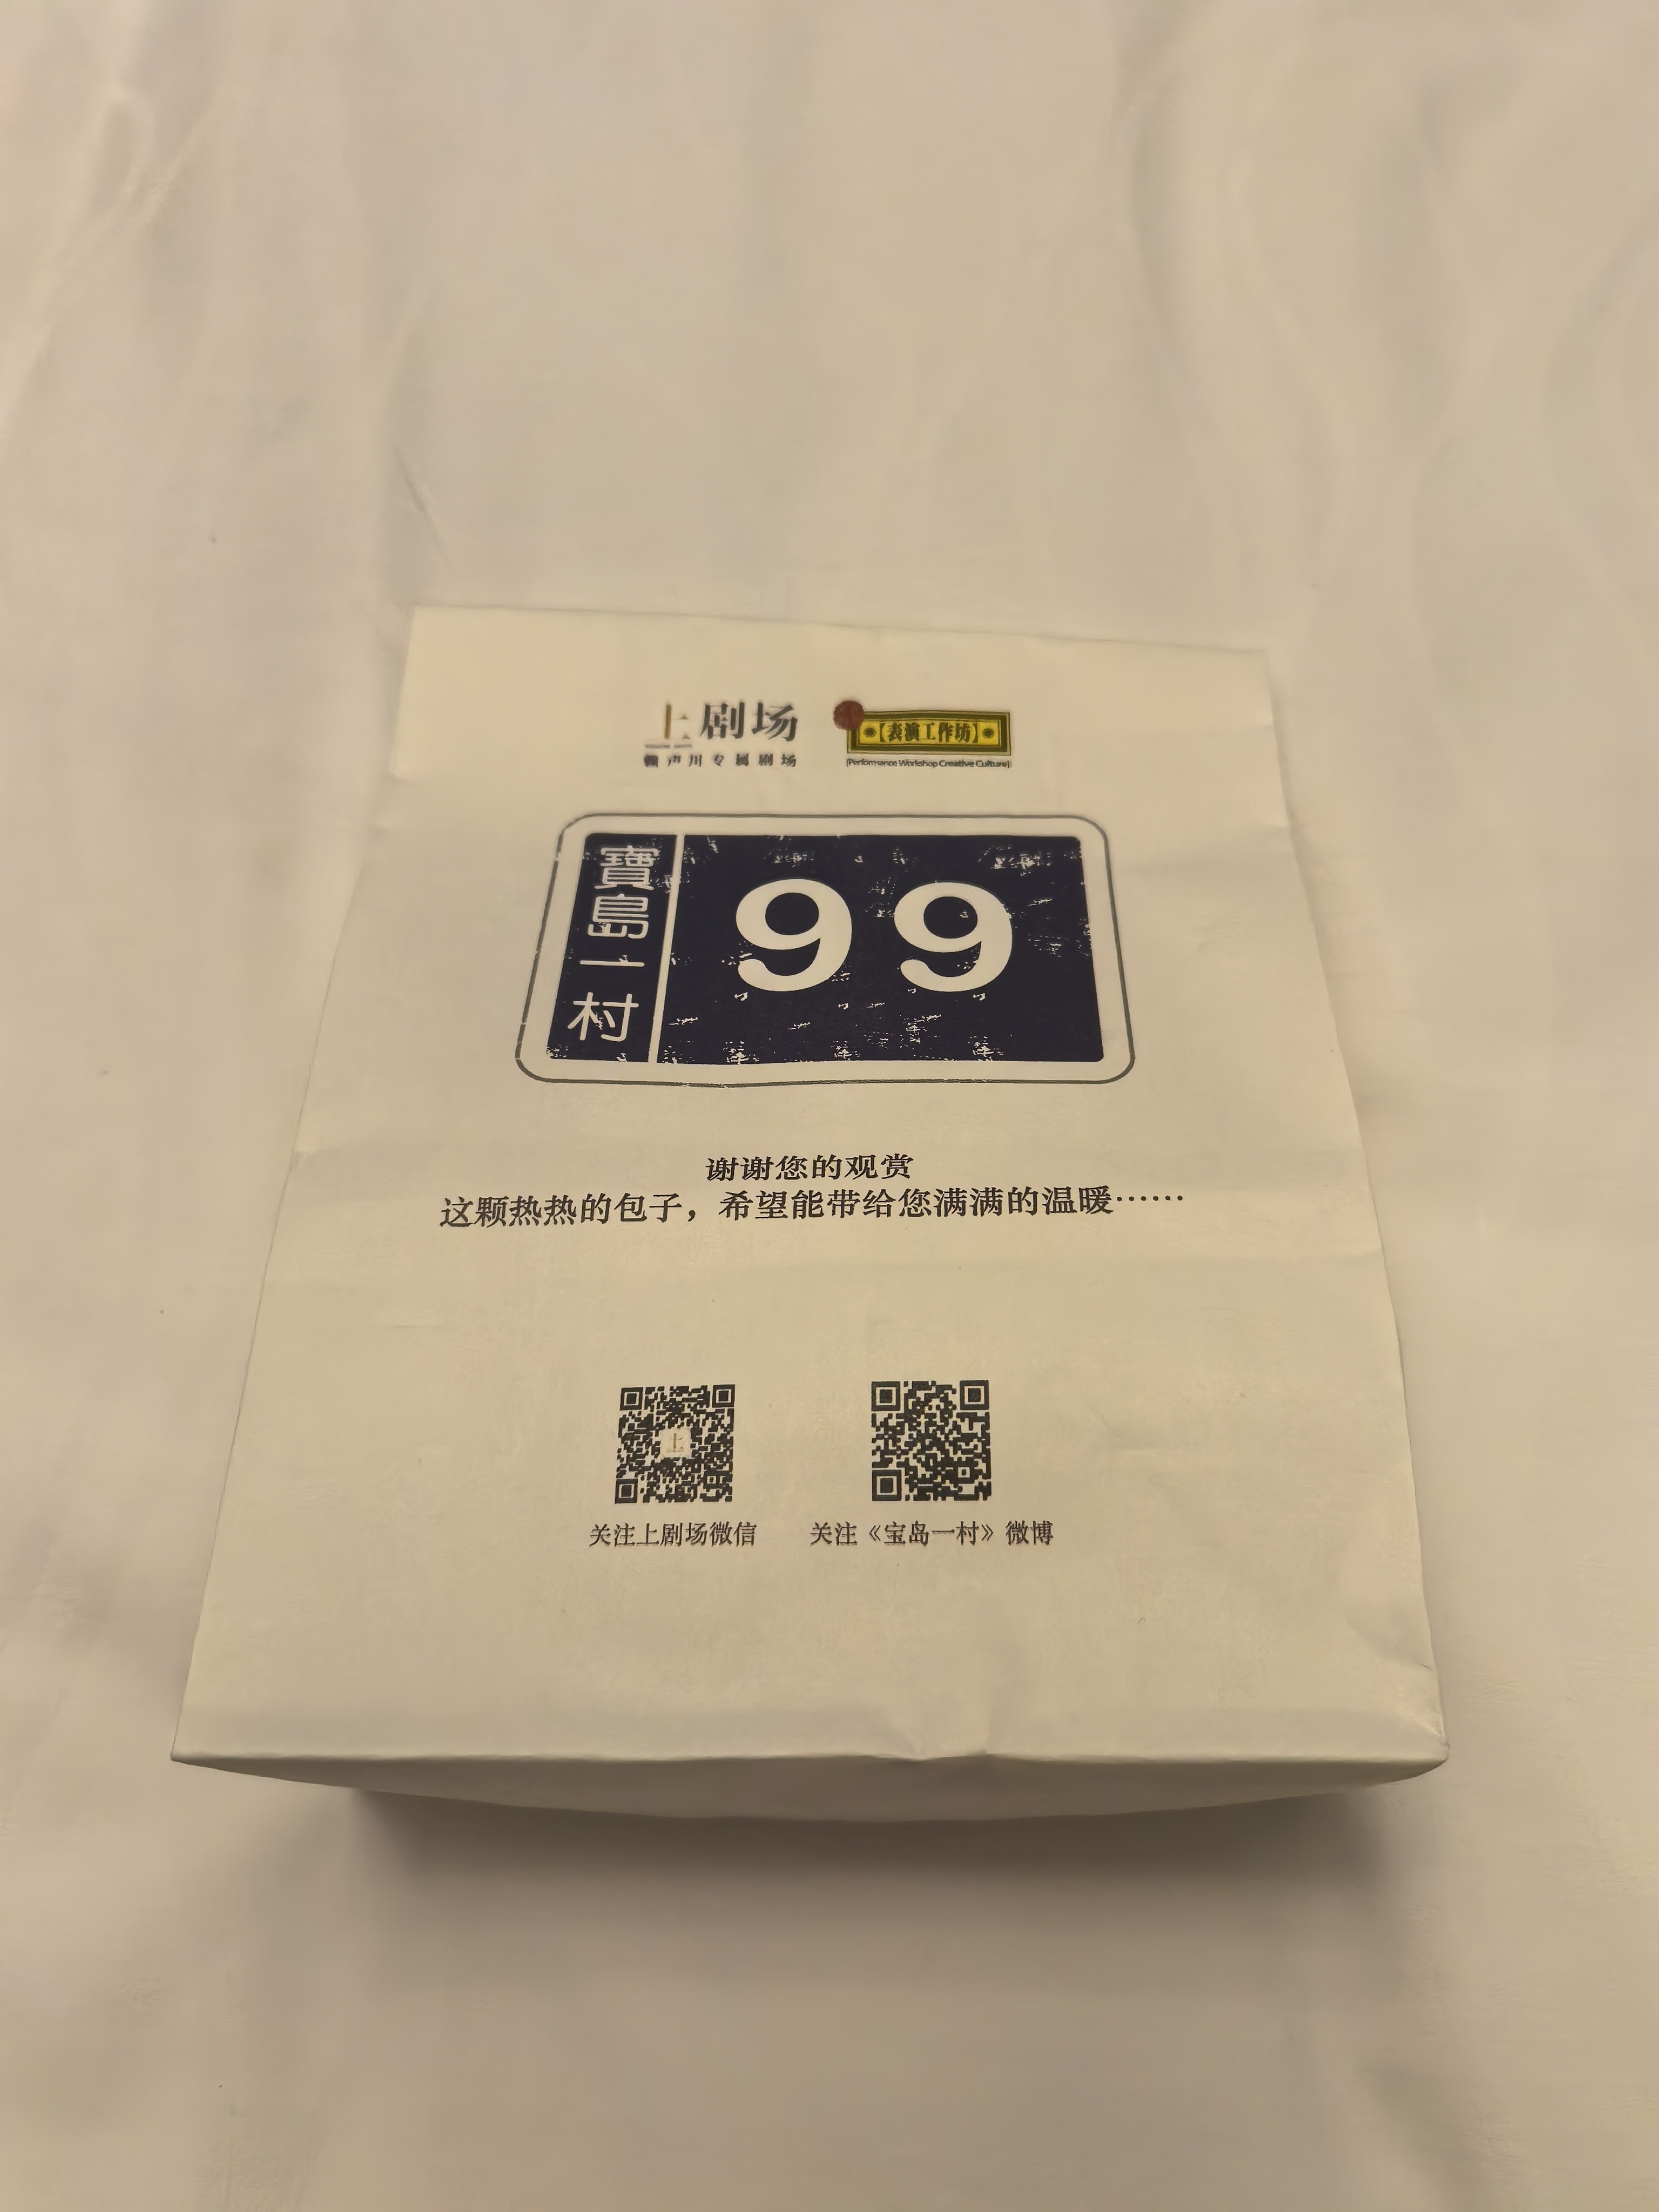 上剧场
赖声川专属剧场
【表演工作坊】
[Performance Workshop Creative Culture]
寶島一村
99
谢谢您的观赏
这颗热热的包子，希望能带给您满满的温暖……
上
关注上剧场微信
关注《宝岛一村》微博